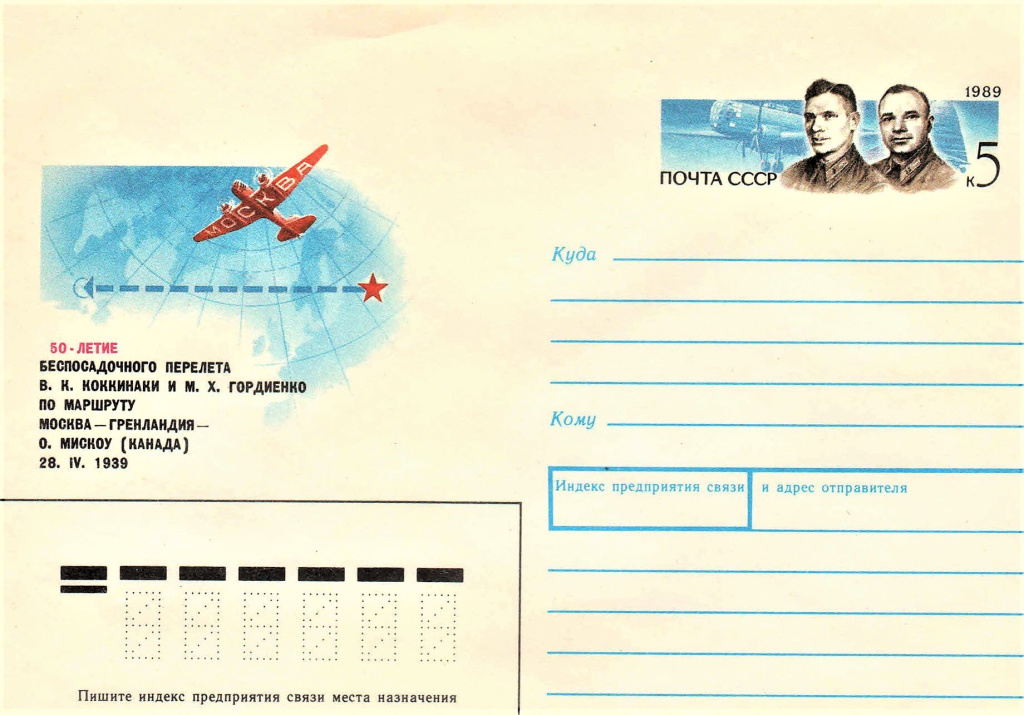 1989
ПОЧТА СССР
к 5
МОСКВА
50-ЛЕТИЕ
БЕСПОСАДОЧНОГО ПЕРЕЛЕТА
В. К. КОККИНАКИ И М. Х. ГОРДИЕНКО
ПО МАРШРУТУ
МОСКВА — ГРЕНЛАНДИЯ —
О. МИСКОУ (КАНАДА)
28. IV. 1939
Куда
Кому
Индекс предприятия связи и адрес отправителя
Пишите индекс предприятия связи места назначения